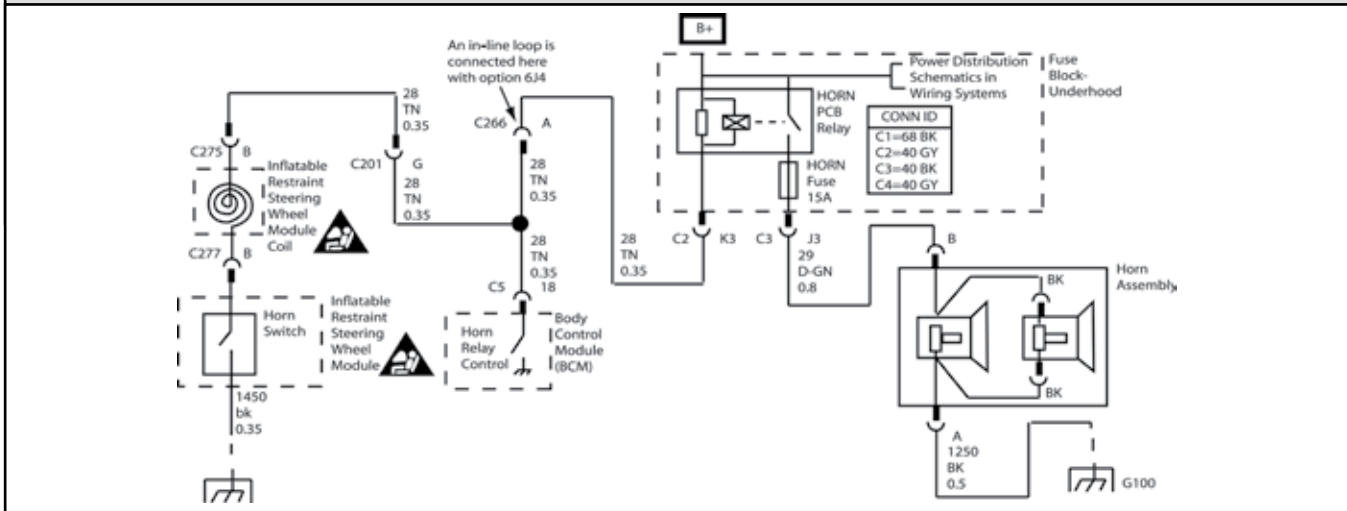 An in-line loop is
connected here
with option 6J4
B+
Power Distribution
Schematics in
Wiring Systems
Fuse
Block-
Underhood
HORN
PCB
Relay
CONN ID
C1=68 BK
C2=40 GY
C3=40 BK
C4=40 GY
HORN
Fuse
15A
28
TN
0.35
C266 A
C275 B
C201 G
28
TN
0.35
28
TN
0.35
Inflatable
Restraint
Steering
Wheel
Module
Coil
C277 B
28
TN
0.35
C5 18
28
TN
0.35
C2 K3
C3 J3
29
D-GN
0.8
B
Horn
Assembly
BK
BK
Horn
Switch
Inflatable
Restraint
Steering
Wheel
Module
Horn
Relay
Control
Body
Control
Module
(BCM)
1450
bk
0.35
A
1250
BK
0.5
G100